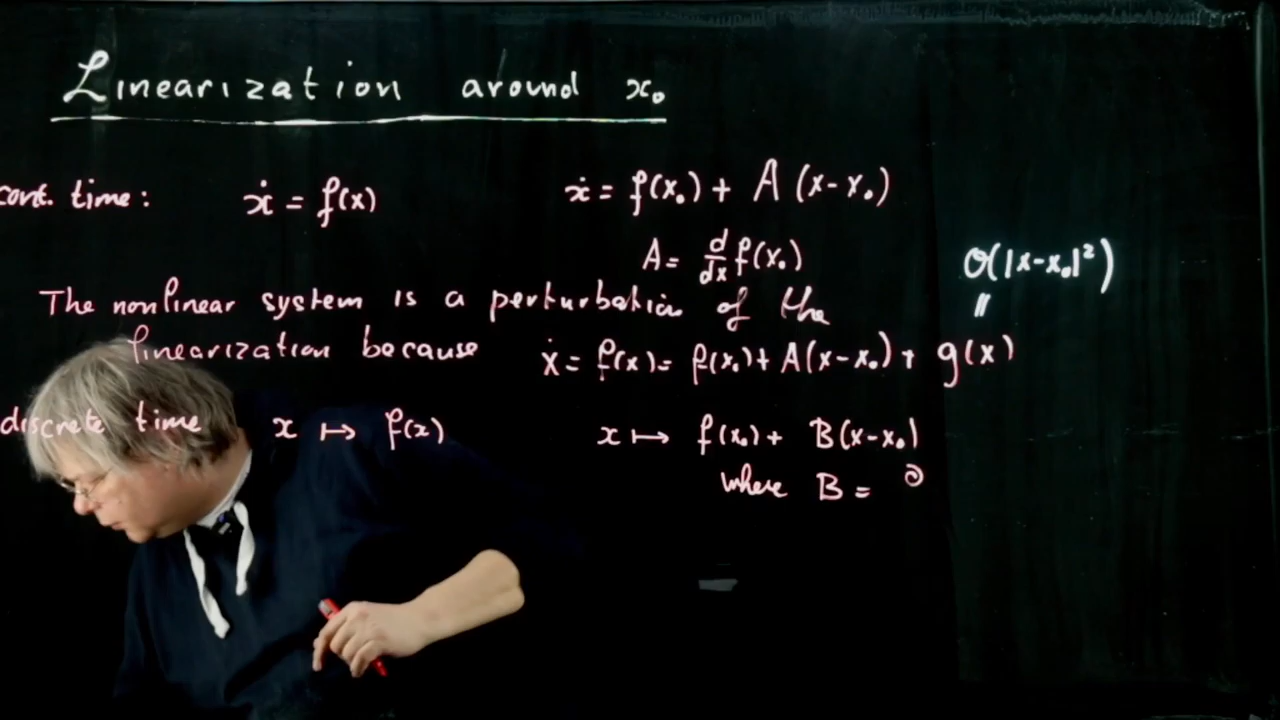 Linearization around x₀
cont. time: ẋ = f(x) ẋ = f(x₀) + A (x-x₀)
A = d/dx f(x₀)
O(|x-x₀|²)
The nonlinear system is a perturbation of the
linearization because ẋ = f(x) = f(x₀) + A(x-x₀) + g(x)
discrete time x ↦ f(x) x ↦ f(x₀) + B(x-x₀)
where B = ∂